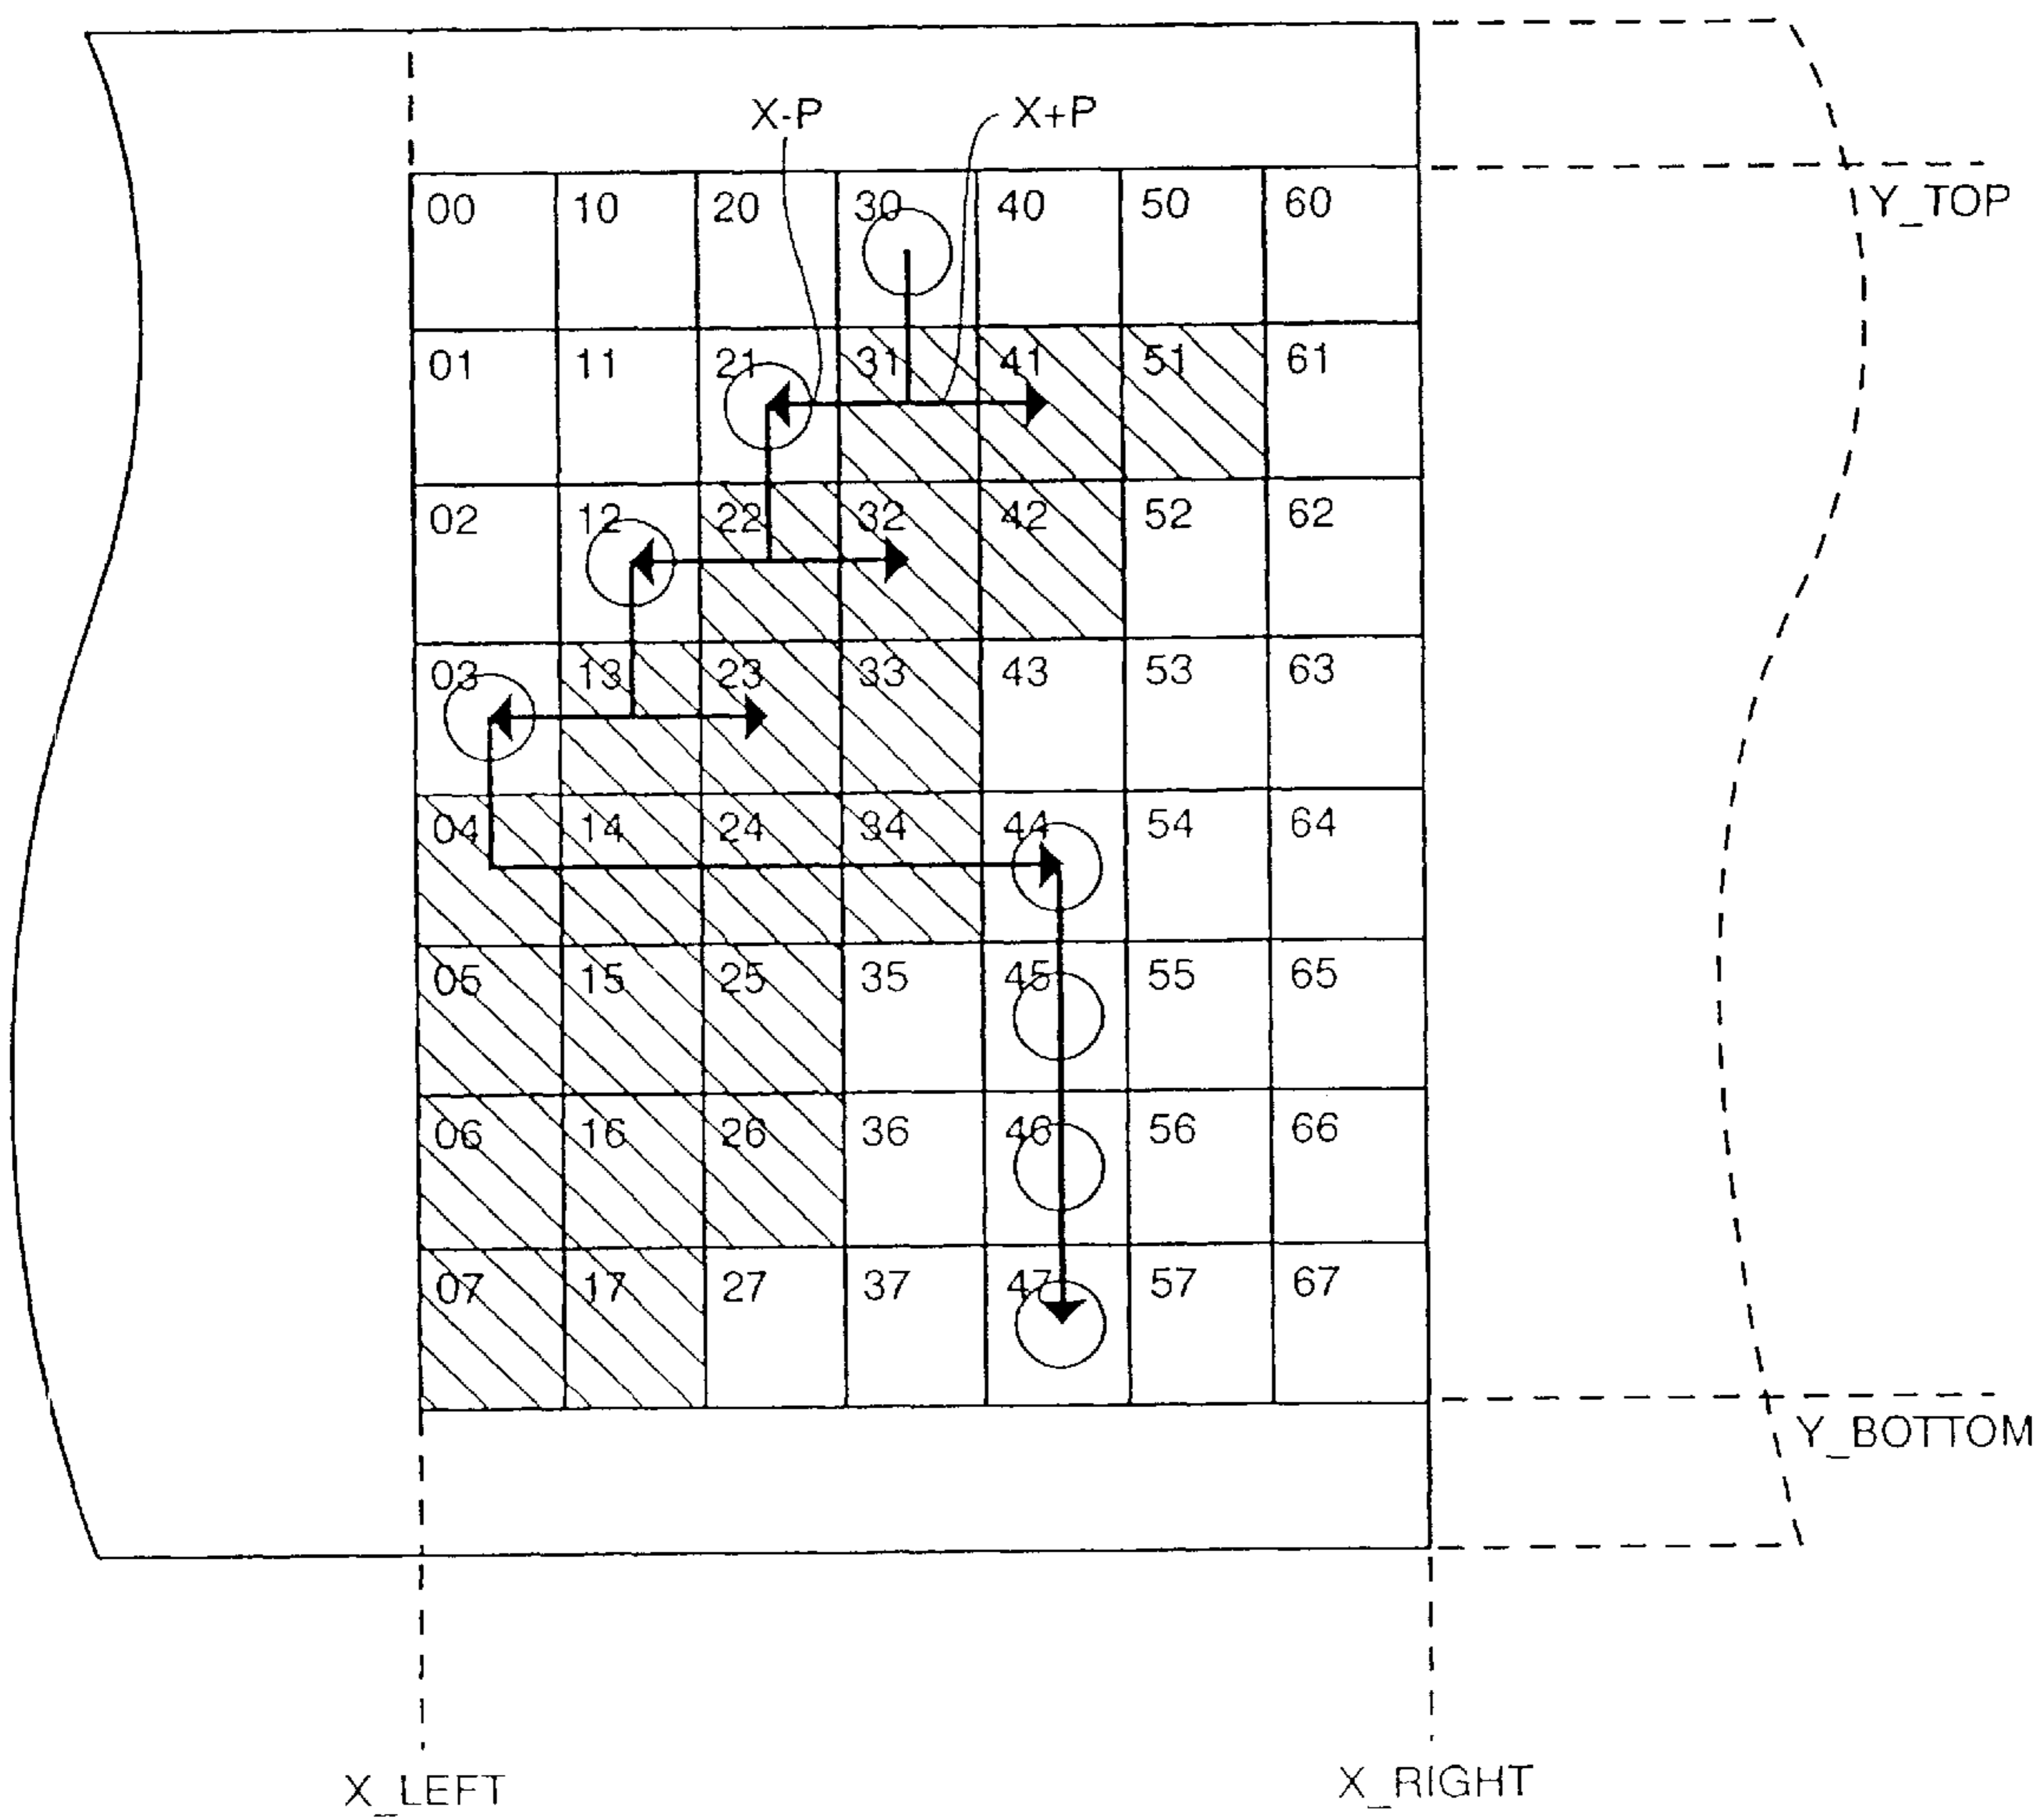 X-P X+P
00 10 20 30 40 50 60
Y_TOP
01 11 21 31 41 51 61
02 12 22 32 42 52 62
03 13 23 33 43 53 63
04 14 24 34 44 54 64
05 15 25 35 45 55 65
06 16 26 36 46 56 66
07 17 27 37 47 57 67
Y_BOTTOM
X_LEFT X_RIGHT